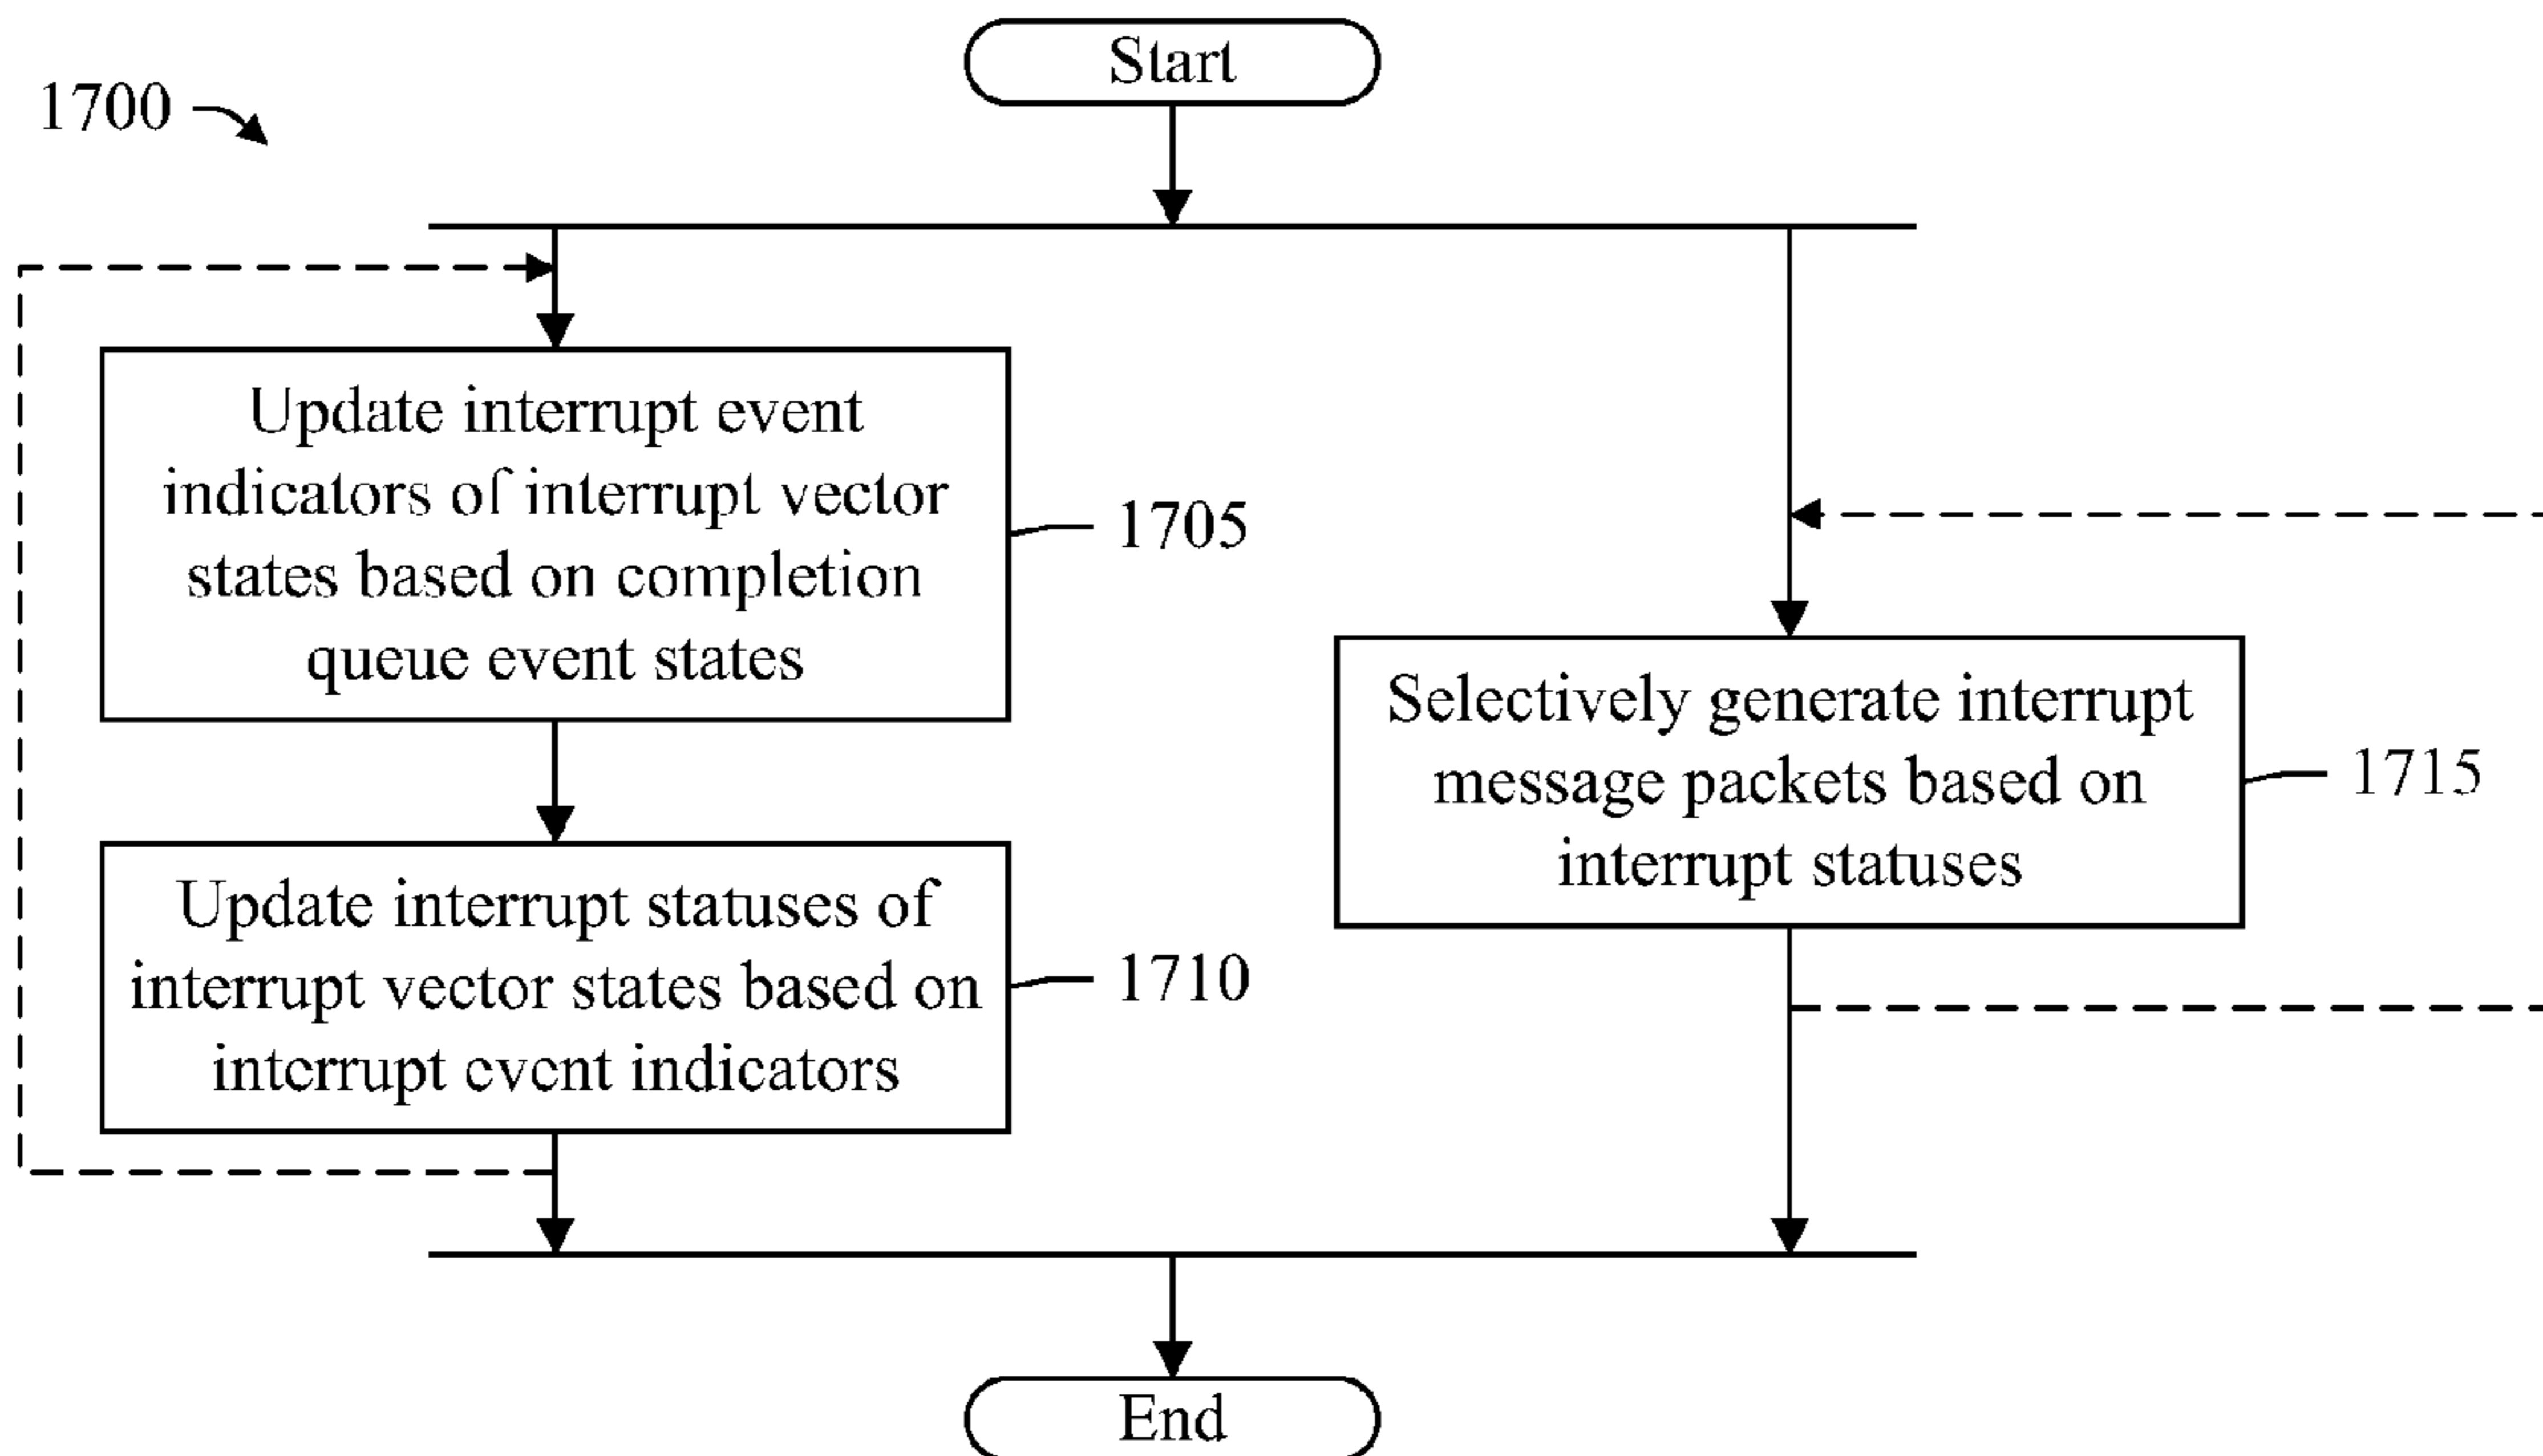 Start
1700
Update interrupt event
indicators of interrupt vector
states based on completion
queue event states
1705
Selectively generate interrupt
message packets based on
interrupt statuses
1715
Update interrupt statuses of
interrupt vector states based on
interrupt event indicators
1710
End